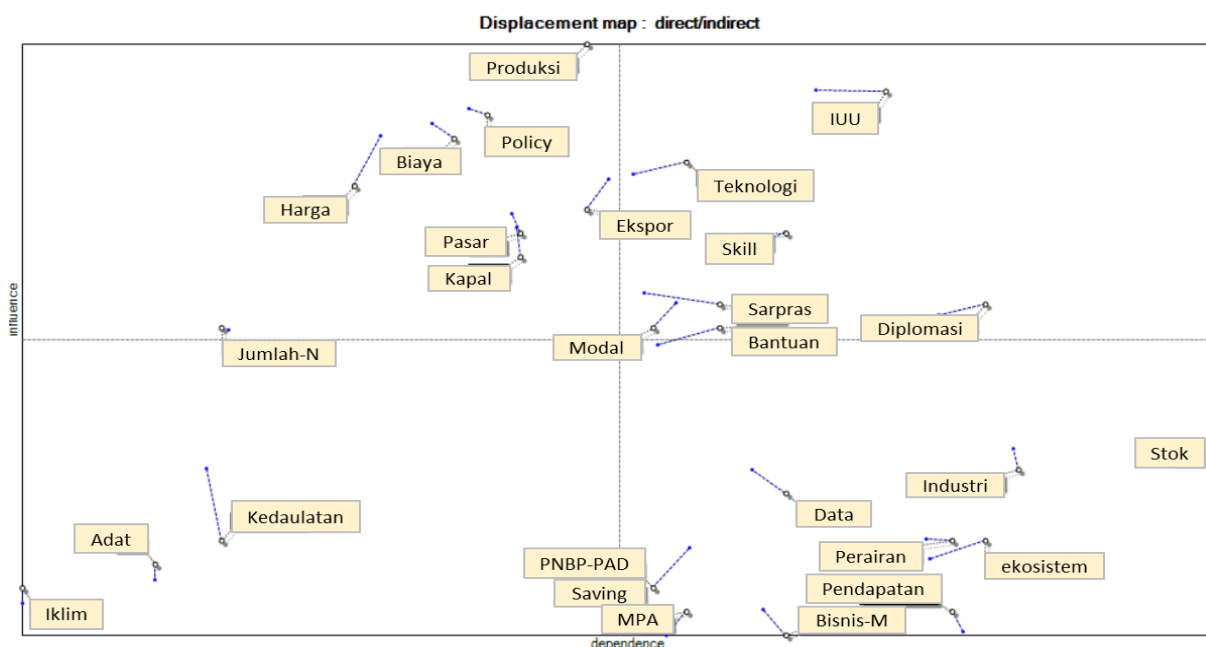 Displacement map : direct/indirect
Produksi
IUU
Policy
Biaya
Teknologi
Harga
Ekspor
Pasar
Skill
Kapal
influence
Sarpras
Diplomasi
Modal
Bantuan
Jumlah-N
Stok
Industri
Kedaulatan
Data
Adat
Perairan
PNBP-PAD
ekosistem
Pendapatan
Saving
Iklim
MPA
Bisnis-M
dependence